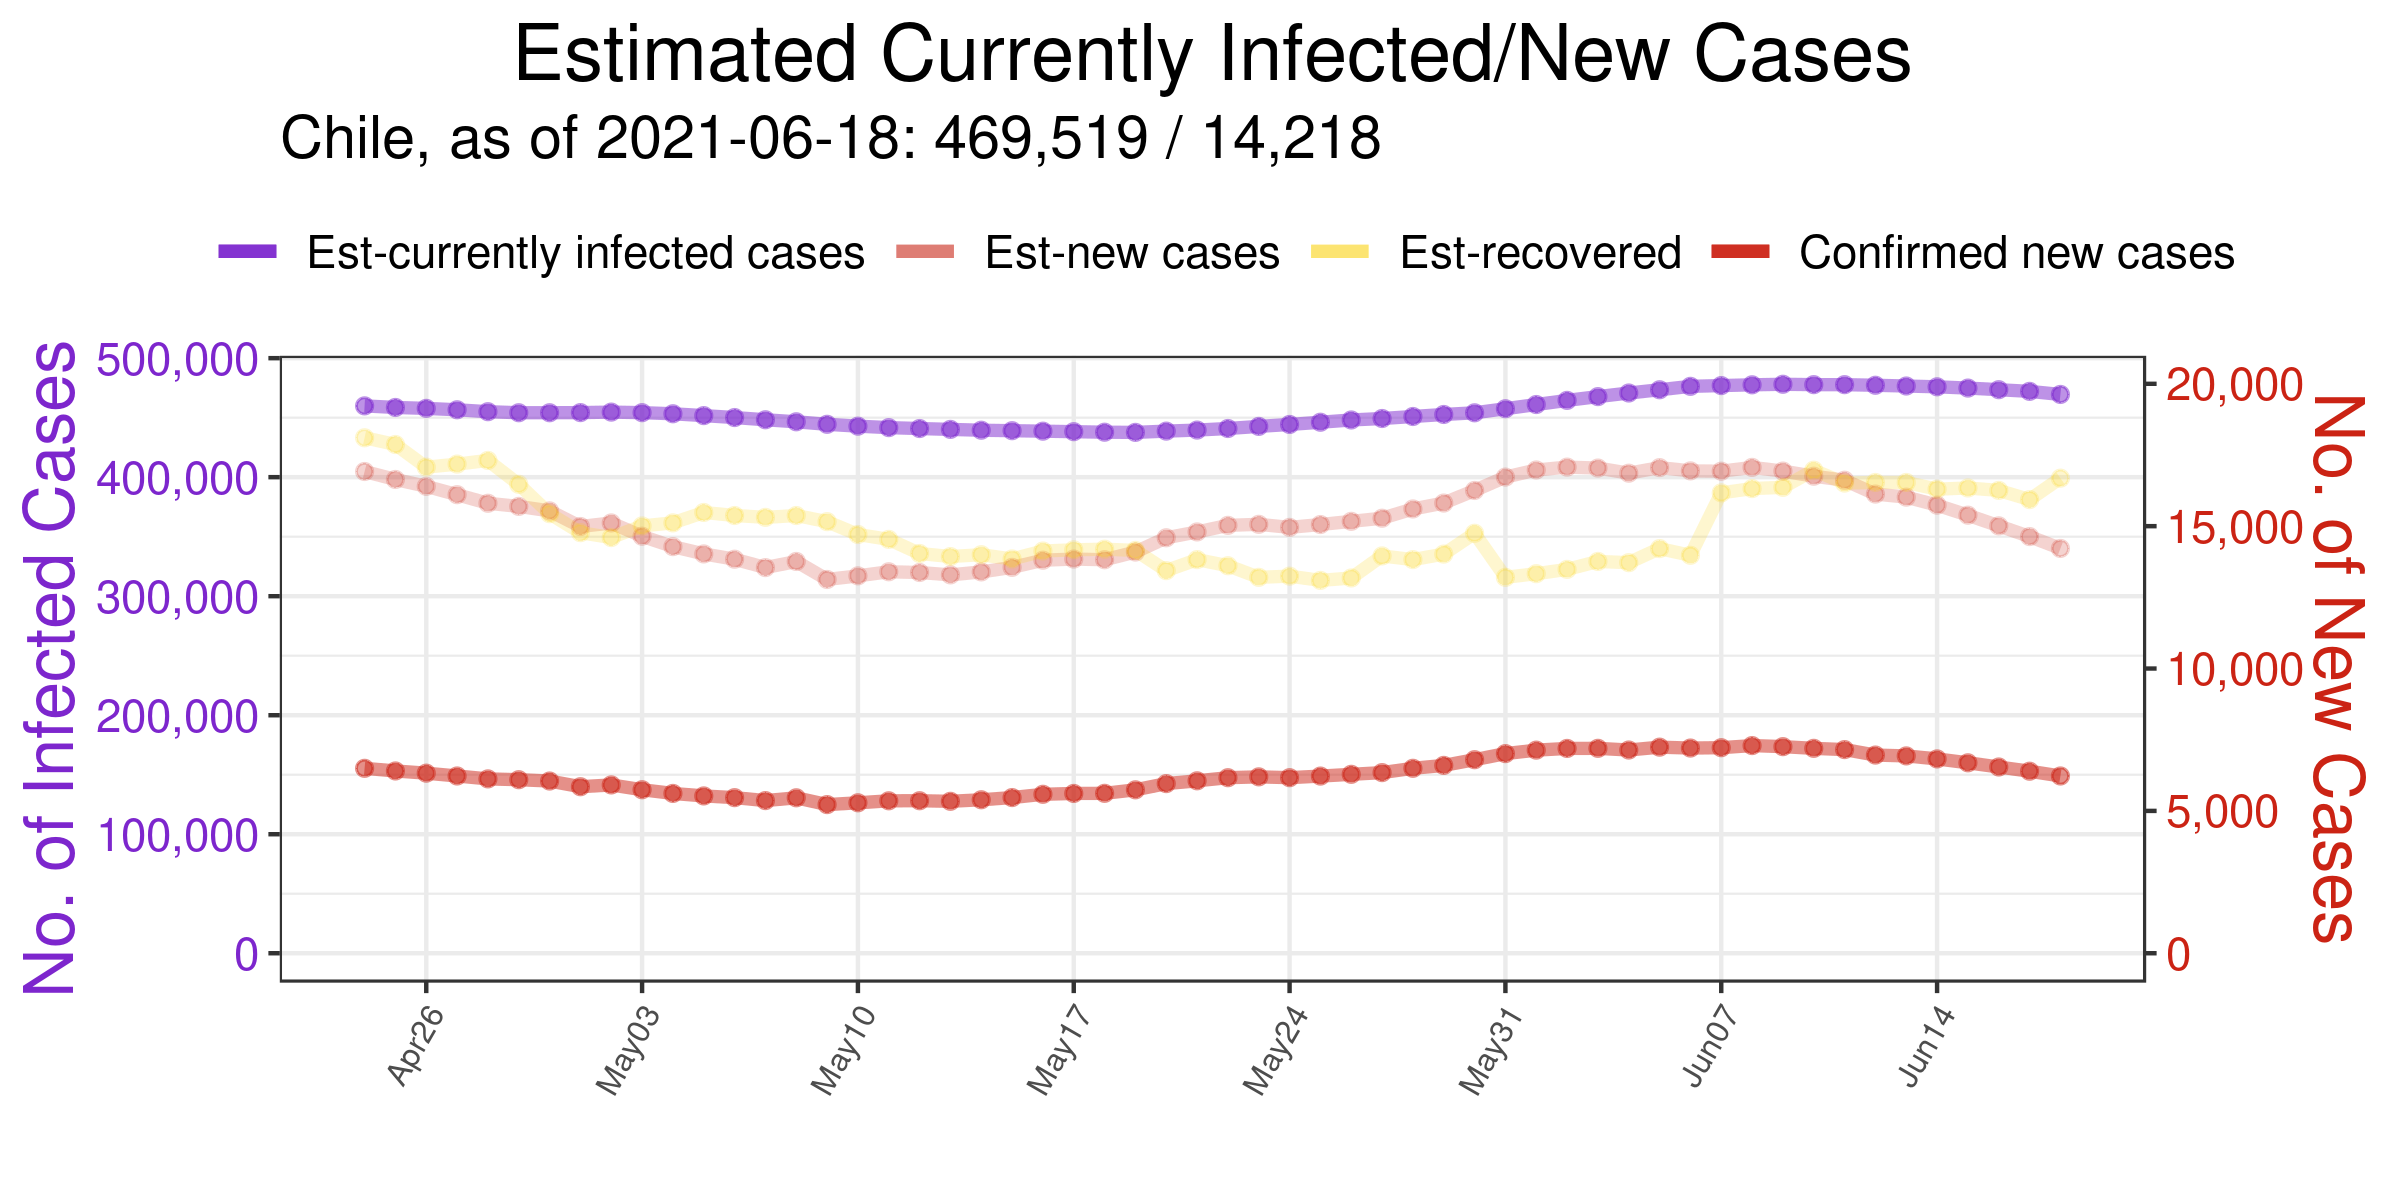 Estimated Currently Infected/New Cases
Chile, as of 2021-06-18: 469,519 / 14,218
Est-currently infected cases Est-new cases Est-recovered Confirmed new cases
No. of Infected Cases
500,000
400,000
300,000
200,000
100,000
0
20,000
15,000
10,000
5,000
0
No. of New Cases
Apr26 May03 May10 May17 May24 May31 Jun07 Jun14